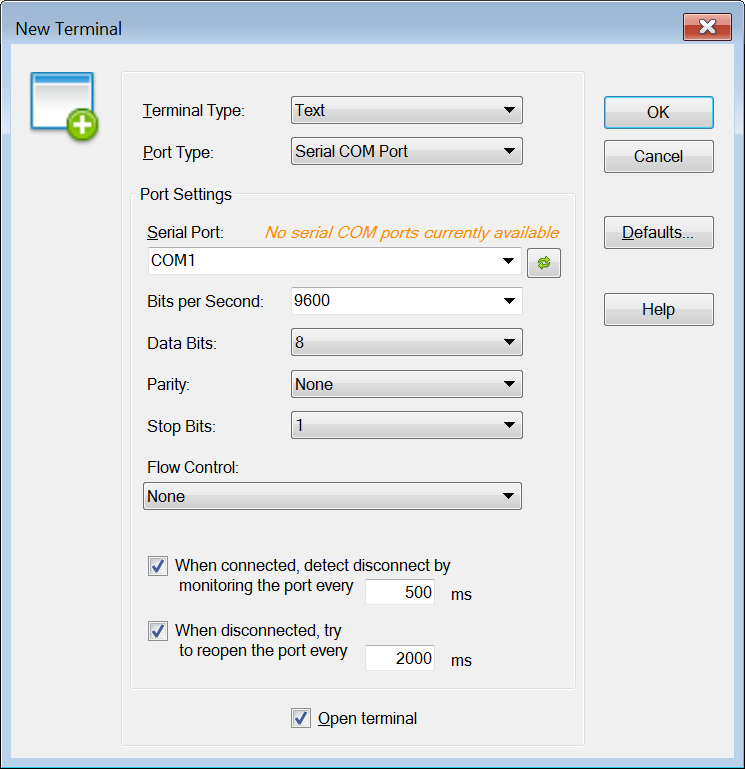 New Terminal
Terminal Type: Text
OK
Port Type: Serial COM Port
Cancel
Port Settings
Serial Port: No serial COM ports currently available
Defaults...
COM1
Bits per Second: 9600
Help
Data Bits: 8
Parity: None
Stop Bits: 1
Flow Control:
None
When connected, detect disconnect by
monitoring the port every 500 ms
When disconnected, try
to reopen the port every 2000 ms
Open terminal